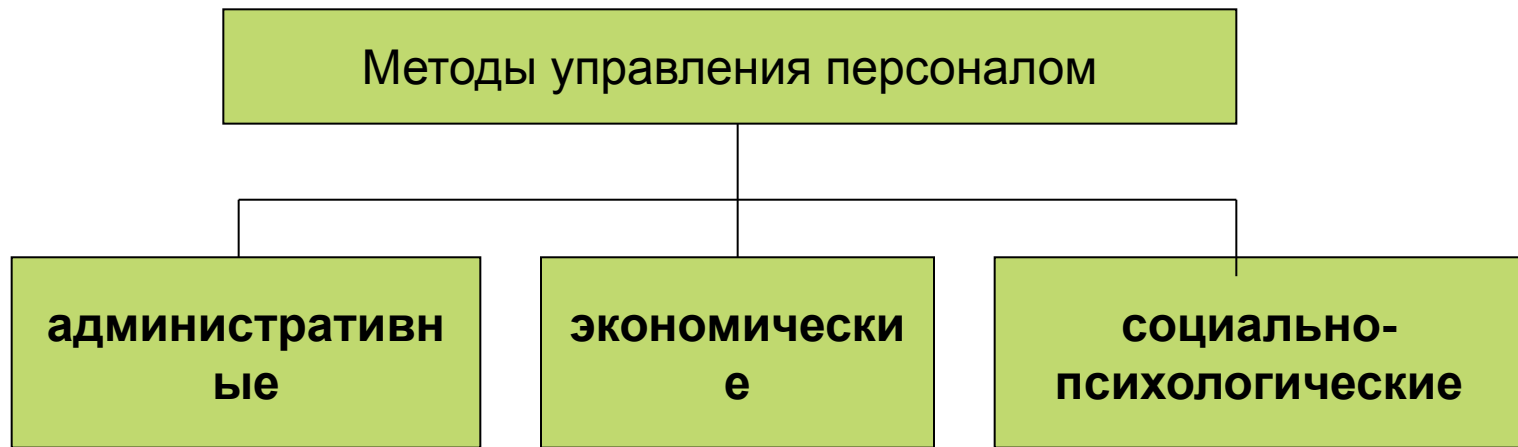 Методы управления персоналом
административн
ые
экономически
е
социально-
психологические